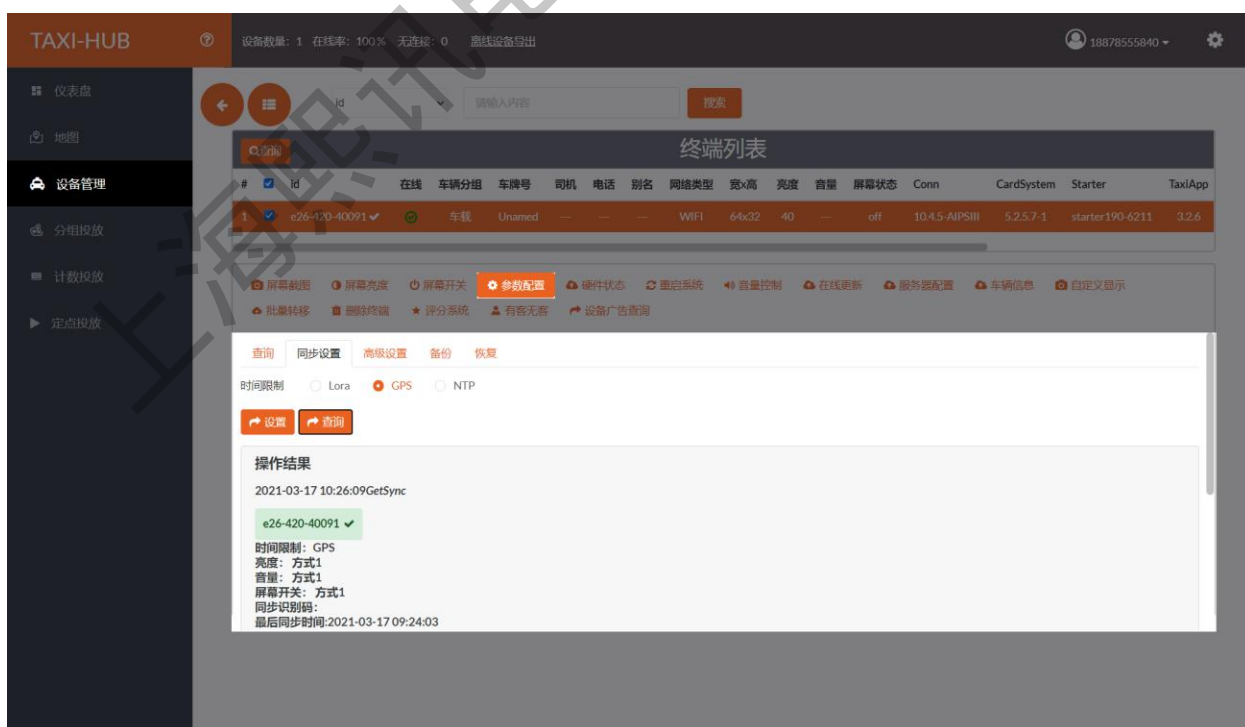 TAXI-HUB 设备数量: 1 在线率: 100% 无连接: 0 离线设备导出 18878555840
仪表盘
地图
设备管理
分组投放
计数投放
定点投放
id 请输入内容 搜索
查询 终端列表
# id 在线 车辆分组 车牌号 司机 电话 别名 网络类型 宽x高 亮度 音量 屏幕状态 Conn CardSystem Starter TaxiApp
1 e26-420-40091 车载 Unamed — — — WIFI 64x32 40 — off 10.4.5-AIPSIII 5.2.5.7-1 starter190-6211 3.2.6
屏幕截图 屏幕亮度 屏幕开关 参数配置 硬件状态 重启系统 音量控制 在线更新 服务器配置 车辆信息 自定义显示
批量转移 删除终端 评分系统 有客无客 设备广告查询
查询 同步设置 高级设置 备份 恢复
时间限制 Lora GPS NTP
设置 查询
操作结果
2021-03-17 10:26:09GetSync
e26-420-40091
时间限制: GPS
亮度: 方式1
音量: 方式1
屏幕开关: 方式1
同步识别码:
最后同步时间:2021-03-17 09:24:03
上海熙讯电